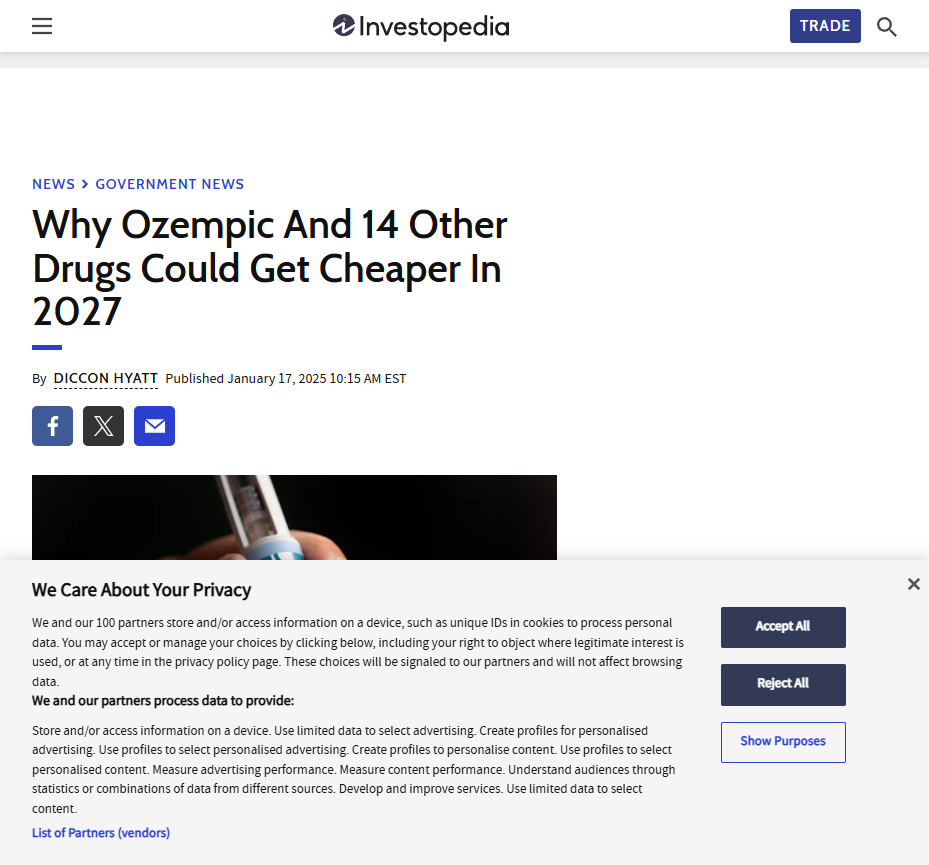 Investopedia
TRADE
NEWS > GOVERNMENT NEWS
Why Ozempic And 14 Other
Drugs Could Get Cheaper In
2027
By DICCON HYATT Published January 17, 2025 10:15 AM EST
We Care About Your Privacy
We and our 100 partners store and/or access information on a device, such as unique IDs in cookies to process personal
data. You may accept or manage your choices by clicking below, including your right to object where legitimate interest is
used, or at any time in the privacy policy page. These choices will be signaled to our partners and will not affect browsing
data.
We and our partners process data to provide:
Store and/or access information on a device. Use limited data to select advertising. Create profiles for personalised
advertising. Use profiles to select personalised advertising. Create profiles to personalise content. Use profiles to select
personalised content. Measure advertising performance. Measure content performance. Understand audiences through
statistics or combinations of data from different sources. Develop and improve services. Use limited data to select
content.
List of Partners (vendors)
Accept All
Reject All
Show Purposes